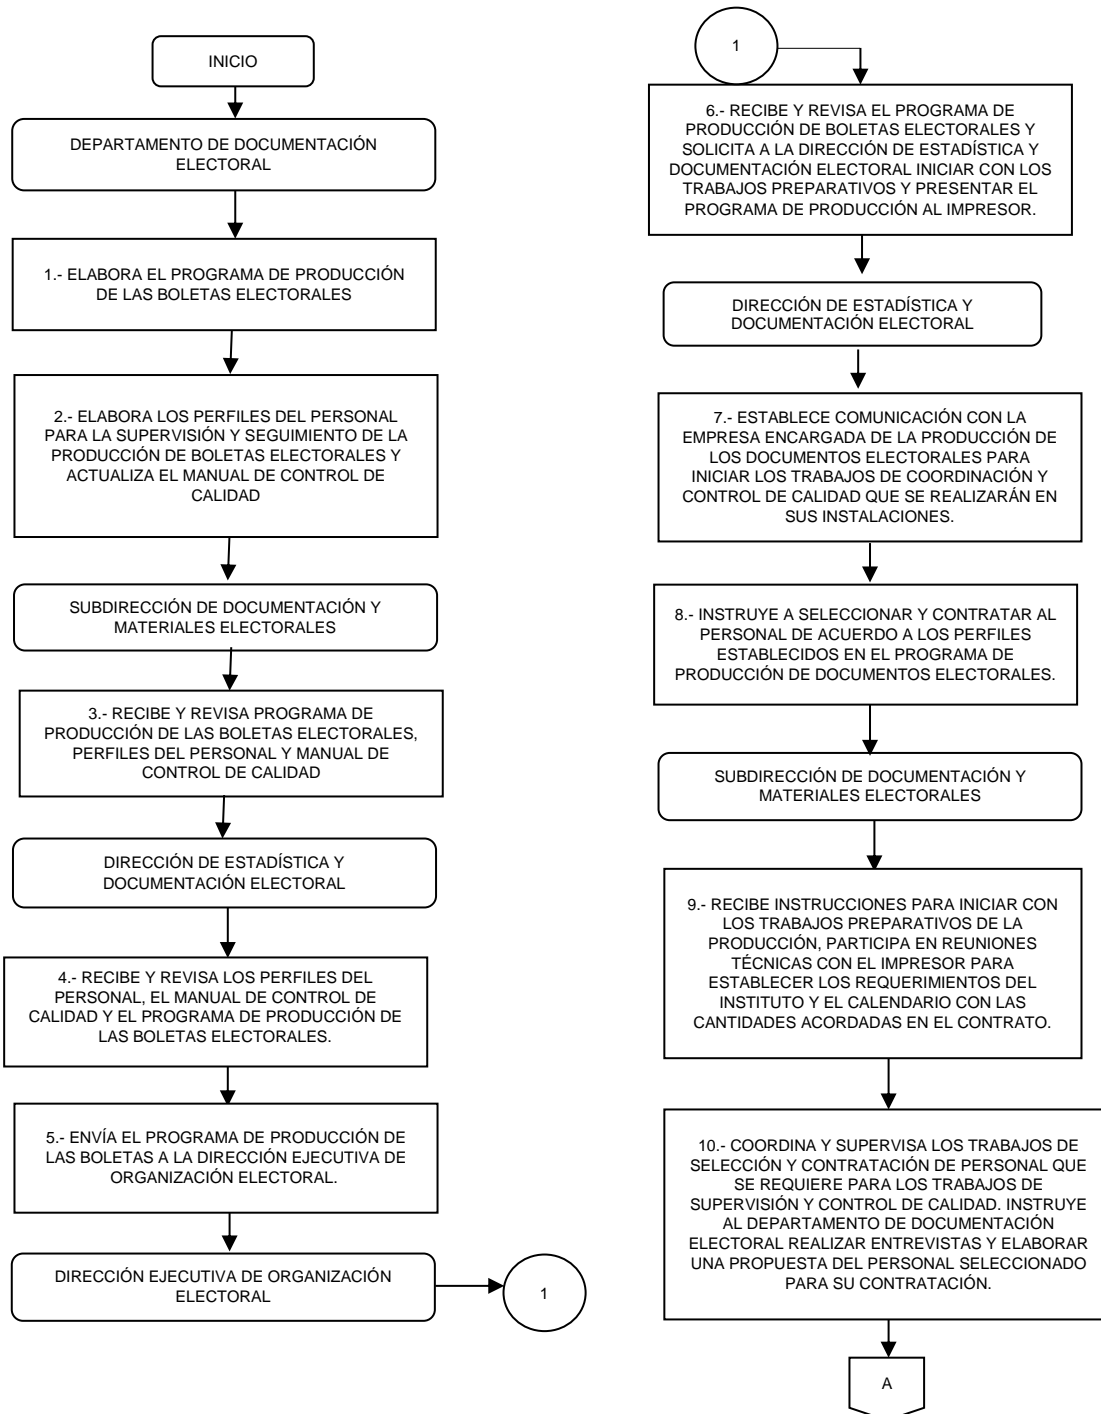 INICIO
DEPARTAMENTO DE DOCUMENTACIÓN
ELECTORAL
1.- ELABORA EL PROGRAMA DE PRODUCCIÓN
DE LAS BOLETAS ELECTORALES
2.- ELABORA LOS PERFILES DEL PERSONAL
PARA LA SUPERVISIÓN Y SEGUIMIENTO DE LA
PRODUCCIÓN DE BOLETAS ELECTORALES Y
ACTUALIZA EL MANUAL DE CONTROL DE
CALIDAD
SUBDIRECCIÓN DE DOCUMENTACIÓN Y
MATERIALES ELECTORALES
3.- RECIBE Y REVISA PROGRAMA DE
PRODUCCIÓN DE LAS BOLETAS ELECTORALES,
PERFILES DEL PERSONAL Y MANUAL DE
CONTROL DE CALIDAD
DIRECCIÓN DE ESTADÍSTICA Y
DOCUMENTACIÓN ELECTORAL
4.- RECIBE Y REVISA LOS PERFILES DEL
PERSONAL, EL MANUAL DE CONTROL DE
CALIDAD Y EL PROGRAMA DE PRODUCCIÓN DE
LAS BOLETAS ELECTORALES.
5.- ENVÍA EL PROGRAMA DE PRODUCCIÓN DE
LAS BOLETAS A LA DIRECCIÓN EJECUTIVA DE
ORGANIZACIÓN ELECTORAL.
DIRECCIÓN EJECUTIVA DE ORGANIZACIÓN
ELECTORAL
1
1
6.- RECIBE Y REVISA EL PROGRAMA DE
PRODUCCIÓN DE BOLETAS ELECTORALES Y
SOLICITA A LA DIRECCIÓN DE ESTADÍSTICA Y
DOCUMENTACIÓN ELECTORAL INICIAR CON LOS
TRABAJOS PREPARATIVOS Y PRESENTAR EL
PROGRAMA DE PRODUCCIÓN AL IMPRESOR.
DIRECCIÓN DE ESTADÍSTICA Y
DOCUMENTACIÓN ELECTORAL
7.- ESTABLECE COMUNICACIÓN CON LA
EMPRESA ENCARGADA DE LA PRODUCCIÓN DE
LOS DOCUMENTOS ELECTORALES PARA
INICIAR LOS TRABAJOS DE COORDINACIÓN Y
CONTROL DE CALIDAD QUE SE REALIZARÁN EN
SUS INSTALACIONES.
8.- INSTRUYE A SELECCIONAR Y CONTRATAR AL
PERSONAL DE ACUERDO A LOS PERFILES
ESTABLECIDOS EN EL PROGRAMA DE
PRODUCCIÓN DE DOCUMENTOS ELECTORALES.
SUBDIRECCIÓN DE DOCUMENTACIÓN Y
MATERIALES ELECTORALES
9.- RECIBE INSTRUCCIONES PARA INICIAR CON
LOS TRABAJOS PREPARATIVOS DE LA
PRODUCCIÓN, PARTICIPA EN REUNIONES
TÉCNICAS CON EL IMPRESOR PARA
ESTABLECER LOS REQUERIMIENTOS DEL
INSTITUTO Y EL CALENDARIO CON LAS
CANTIDADES ACORDADAS EN EL CONTRATO.
10.- COORDINA Y SUPERVISA LOS TRABAJOS DE
SELECCIÓN Y CONTRATACIÓN DE PERSONAL QUE
SE REQUIERE PARA LOS TRABAJOS DE
SUPERVISIÓN Y CONTROL DE CALIDAD. INSTRUYE
AL DEPARTAMENTO DE DOCUMENTACIÓN
ELECTORAL REALIZAR ENTREVISTAS Y ELABORAR
UNA PROPUESTA DEL PERSONAL SELECCIONADO
PARA SU CONTRATACIÓN.
A